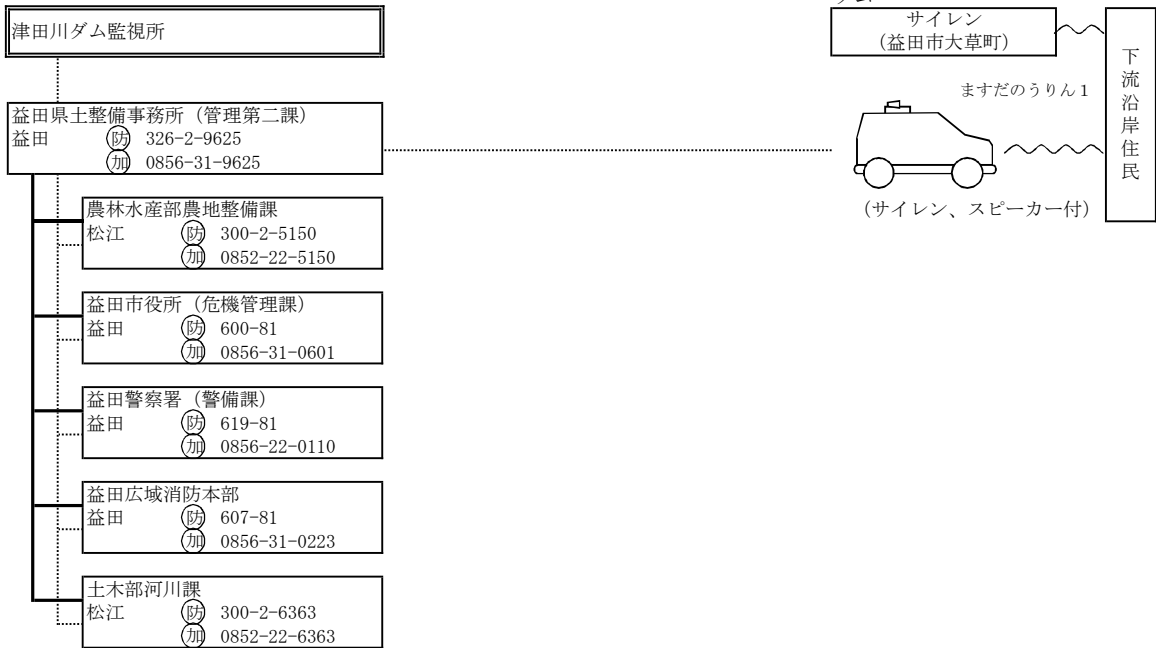 津田川ダム監視所
益田県土整備事務所（管理第二課）
益田 防 326-2-9625
加 0856-31-9625
農林水産部農地整備課
松江 防 300-2-5150
加 0852-22-5150
益田市役所（危機管理課）
益田 防 600-81
加 0856-31-0601
益田警察署（警備課）
益田 防 619-81
加 0856-22-0110
益田広域消防本部
益田 防 607-81
加 0856-31-0223
土木部河川課
松江 防 300-2-6363
加 0852-22-6363
サイレン
（益田市大草町）
ますだのうりん１
（サイレン、スピーカー付）
下流沿岸住民